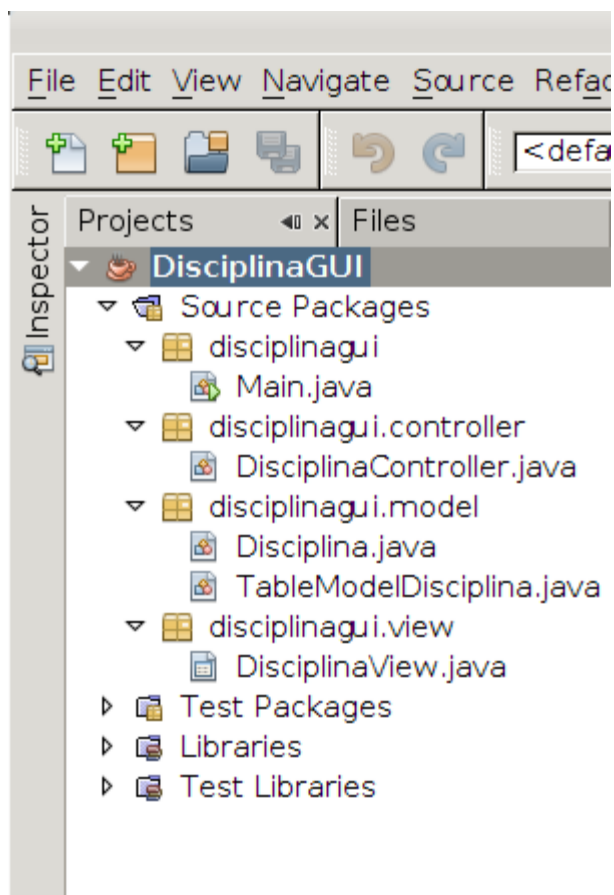 File Edit View Navigate Source Refac
<defa
Projects Files
Inspector
DisciplinaGUI
Source Packages
disciplinagui
Main.java
disciplinagui.controller
DisciplinaController.java
disciplinagui.model
Disciplina.java
TableModelDisciplina.java
disciplinagui.view
DisciplinaView.java
Test Packages
Libraries
Test Libraries